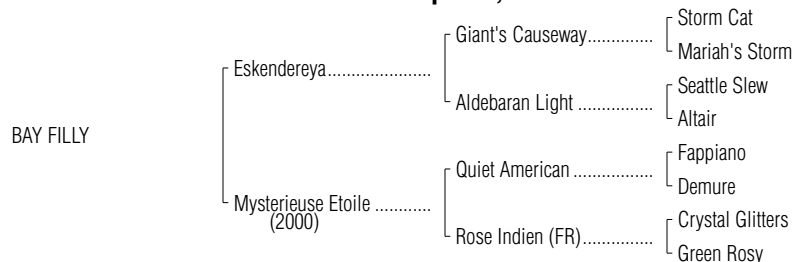 Storm Cat
Giant's Causeway..............
Mariah's Storm
Eskendereya.......................
Seattle Slew
Aldebaran Light ................
Altair
BAY FILLY
Fappiano
Quiet American .................
Demure
Mysterieuse Etoile ............
(2000)
Crystal Glitters
Rose Indien (FR)...............
Green Rosy